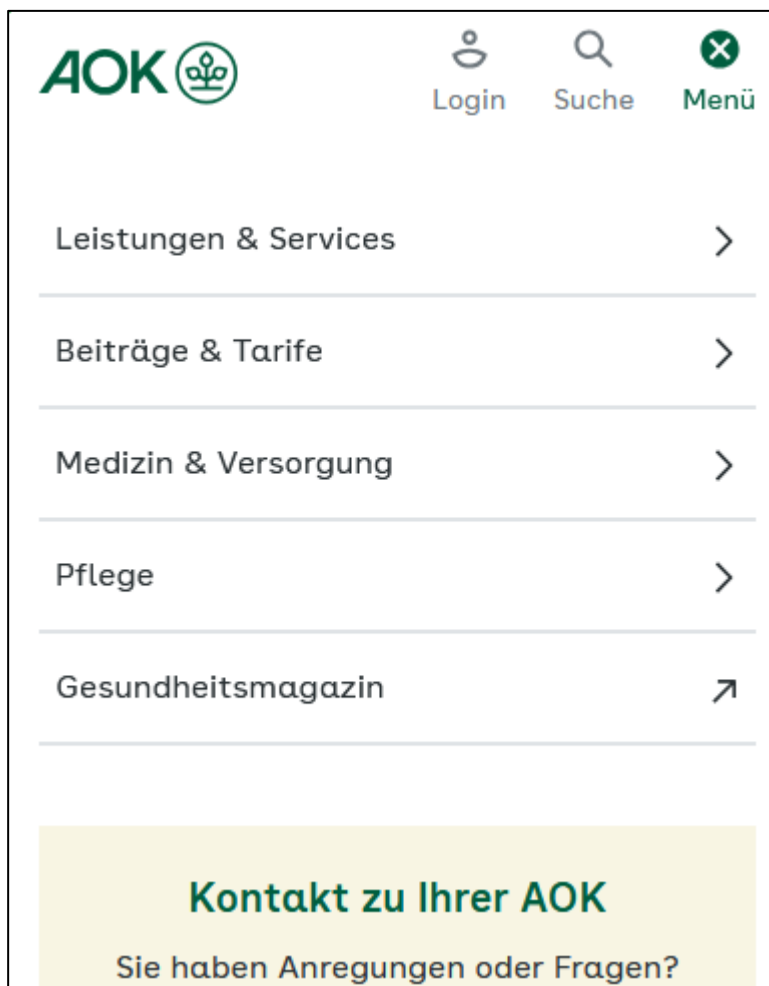 AOK
Login Suche Menü
Leistungen & Services
Beiträge & Tarife
Medizin & Versorgung
Pflege
Gesundheitsmagazin
Kontakt zu Ihrer AOK
Sie haben Anregungen oder Fragen?